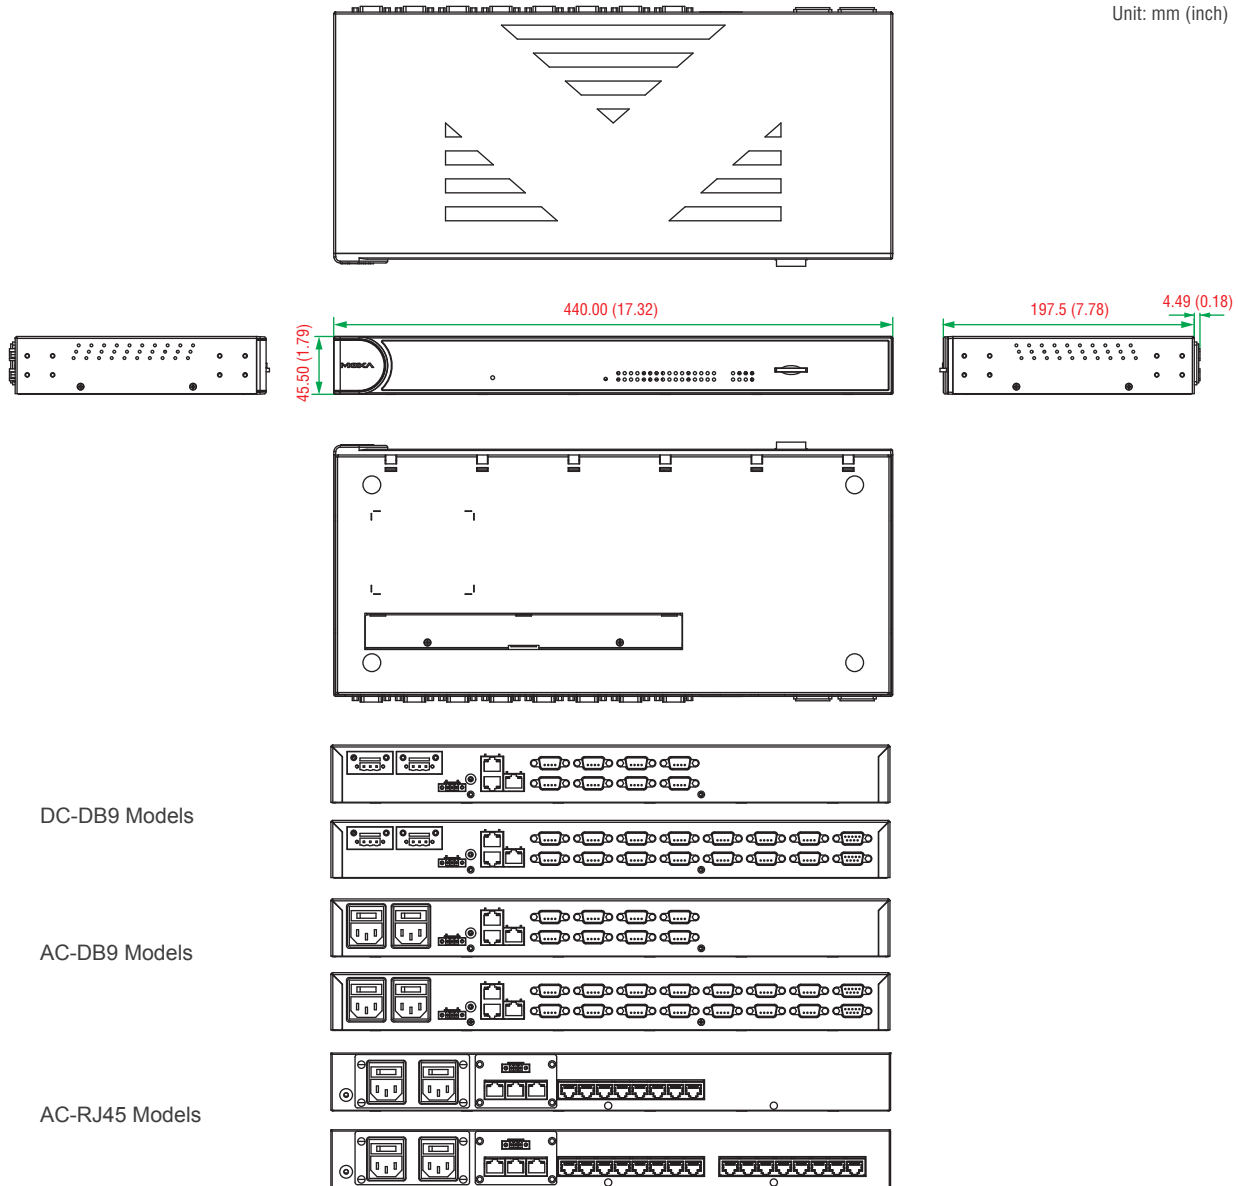 Unit: mm (inch)
440.00 (17.32)
197.5 (7.78)
4.49 (0.18)
45.50 (1.79)
MOXA
DC-DB9 Models
AC-DB9 Models
AC-RJ45 Models